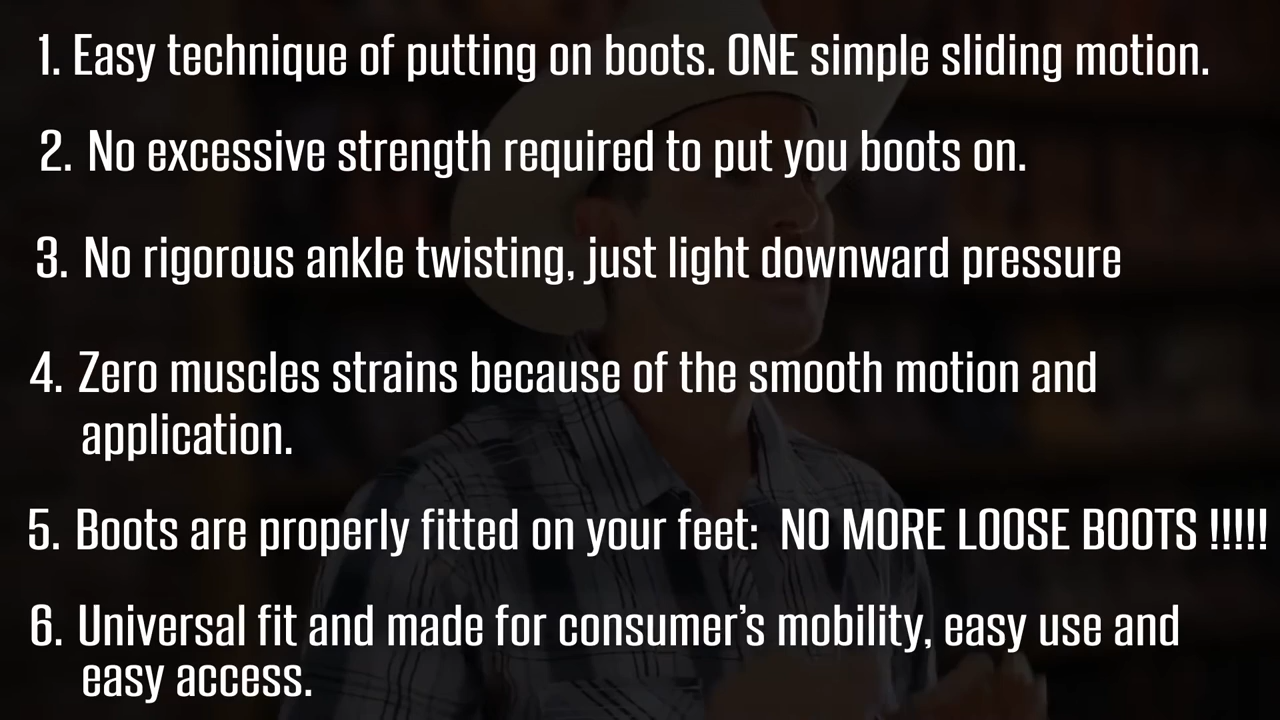 1. Easy technique of putting on boots. ONE simple sliding motion.
2. No excessive strength required to put you boots on.
3. No rigorous ankle twisting, just light downward pressure
4. Zero muscles strains because of the smooth motion and
application.
5. Boots are properly fitted on your feet: NO MORE LOOSE BOOTS !!!!!
6. Universal fit and made for consumer’s mobility, easy use and
easy access.